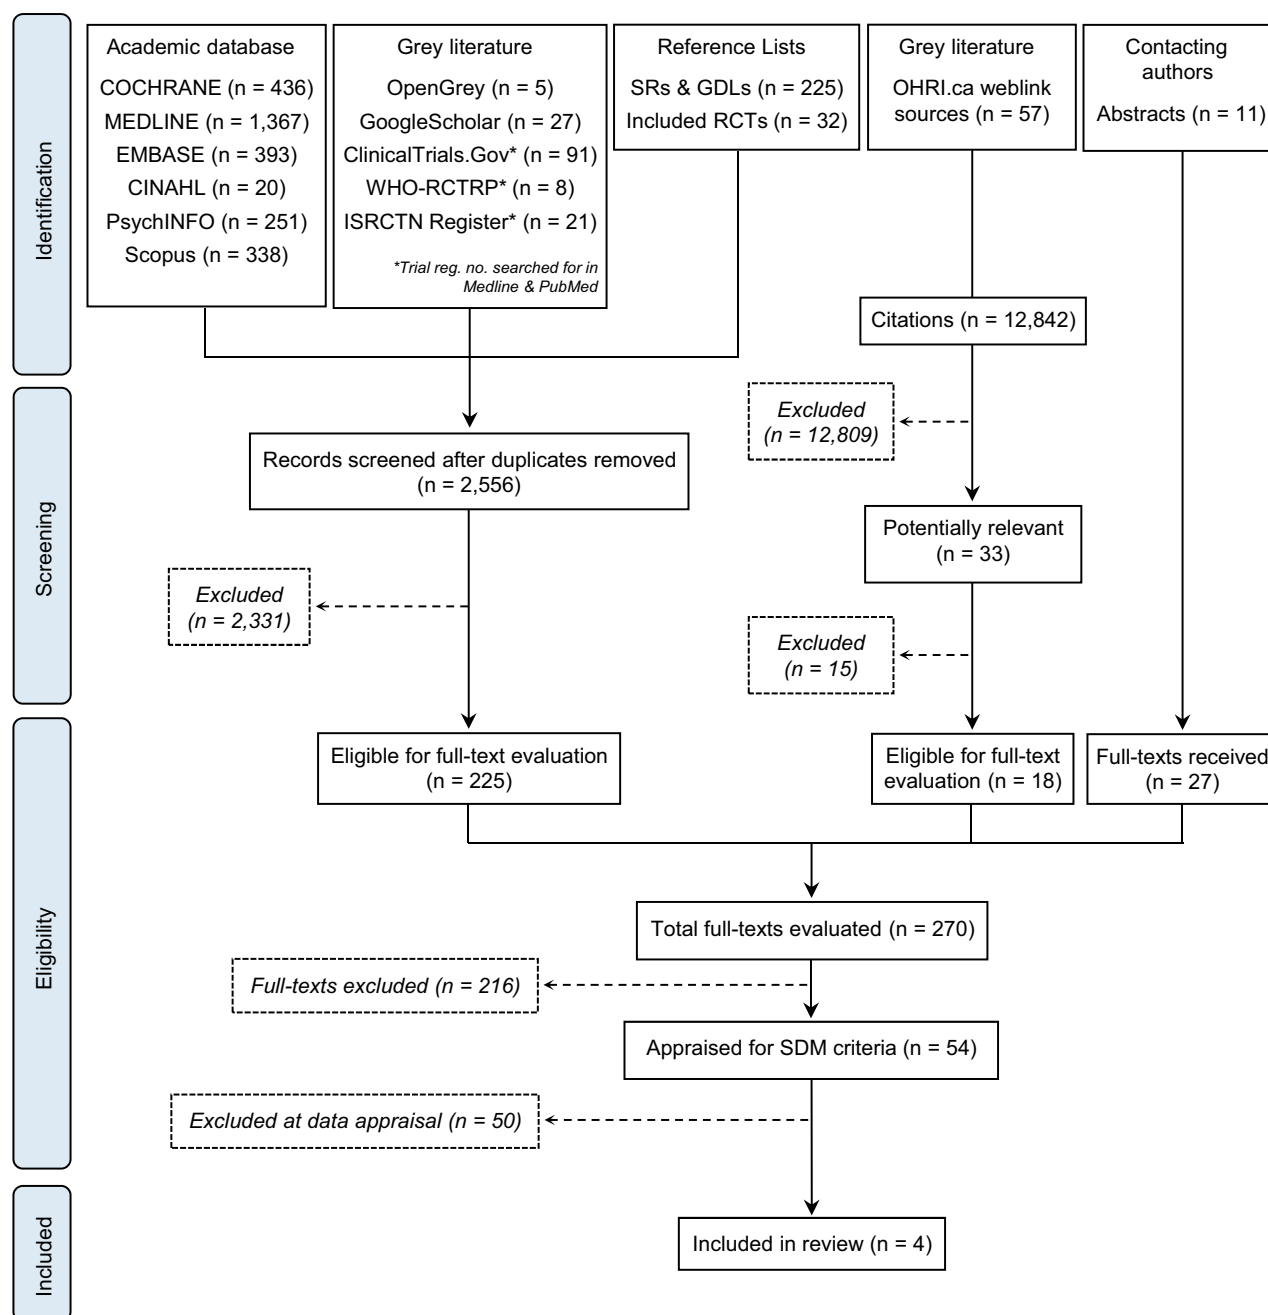 Identification
Academic database
COCHRANE (n = 436)
MEDLINE (n = 1,367)
EMBASE (n = 393)
CINAHL (n = 20)
PsychINFO (n = 251)
Scopus (n = 338)
Grey literature
OpenGrey (n = 5)
GoogleScholar (n = 27)
ClinicalTrials.Gov* (n = 91)
WHO-RCTRP* (n = 8)
ISRCTN Register* (n = 21)
*Trial reg. no. searched for in
Medline & PubMed
Reference Lists
SRs & GDLs (n = 225)
Included RCTs (n = 32)
Grey literature
OHRI.ca weblink
sources (n = 57)
Contacting
authors
Abstracts (n = 11)
Citations (n = 12,842)
Screening
Excluded
(n = 12,809)
Records screened after duplicates removed
(n = 2,556)
Potentially relevant
(n = 33)
Excluded
(n = 2,331)
Excluded
(n = 15)
Eligibility
Eligible for full-text evaluation
(n = 225)
Eligible for full-text
evaluation (n = 18)
Full-texts received
(n = 27)
Total full-texts evaluated (n = 270)
Full-texts excluded (n = 216)
Appraised for SDM criteria (n = 54)
Excluded at data appraisal (n = 50)
Included
Included in review (n = 4)